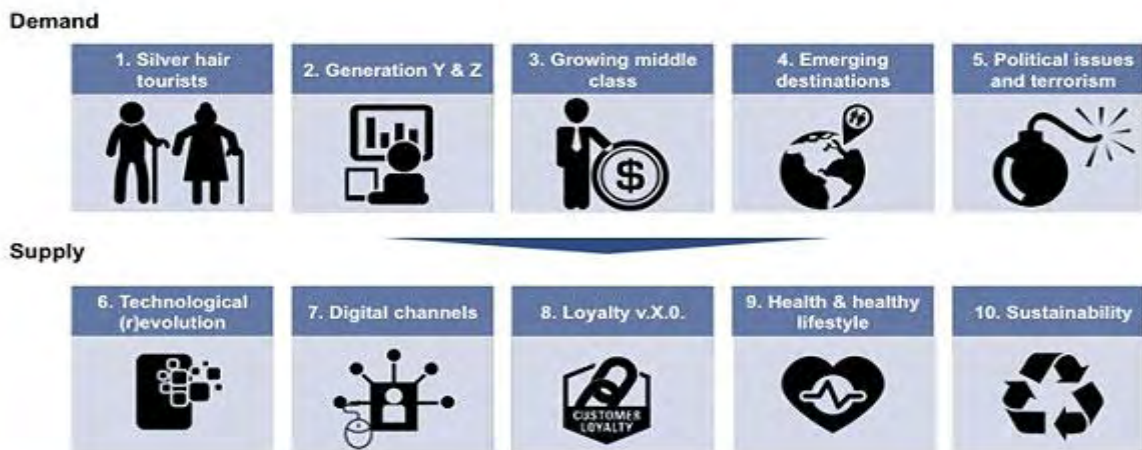 Demand
1. Silver hair
tourists
2. Generation Y & Z
3. Growing middle
class
4. Emerging
destinations
5. Political issues
and terrorism
$
Supply
6. Technological
(r)evolution
7. Digital channels
8. Loyalty v.X.0.
9. Health & healthy
lifestyle
10. Sustainability
CUSTOMER
LOYALTY